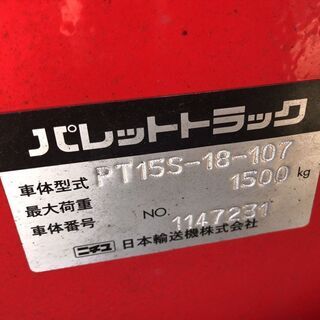 パレットトラック
車体型式 PT15S-18-107
最大荷重 1500 kg
車体番号 NO. 1147231
ニチユ 日本輸送機株式会社